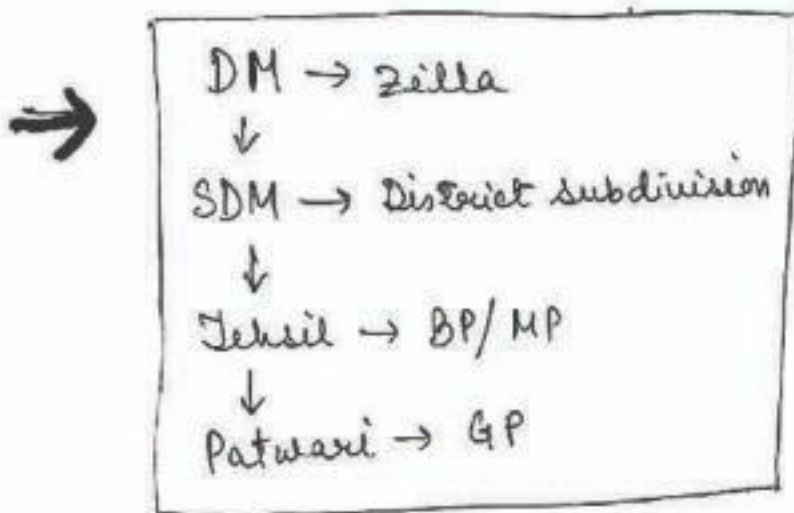 DM → Zilla
↓
SDM → District subdivision
↓
Tehsil → BP/MP
↓
Patwari → GP